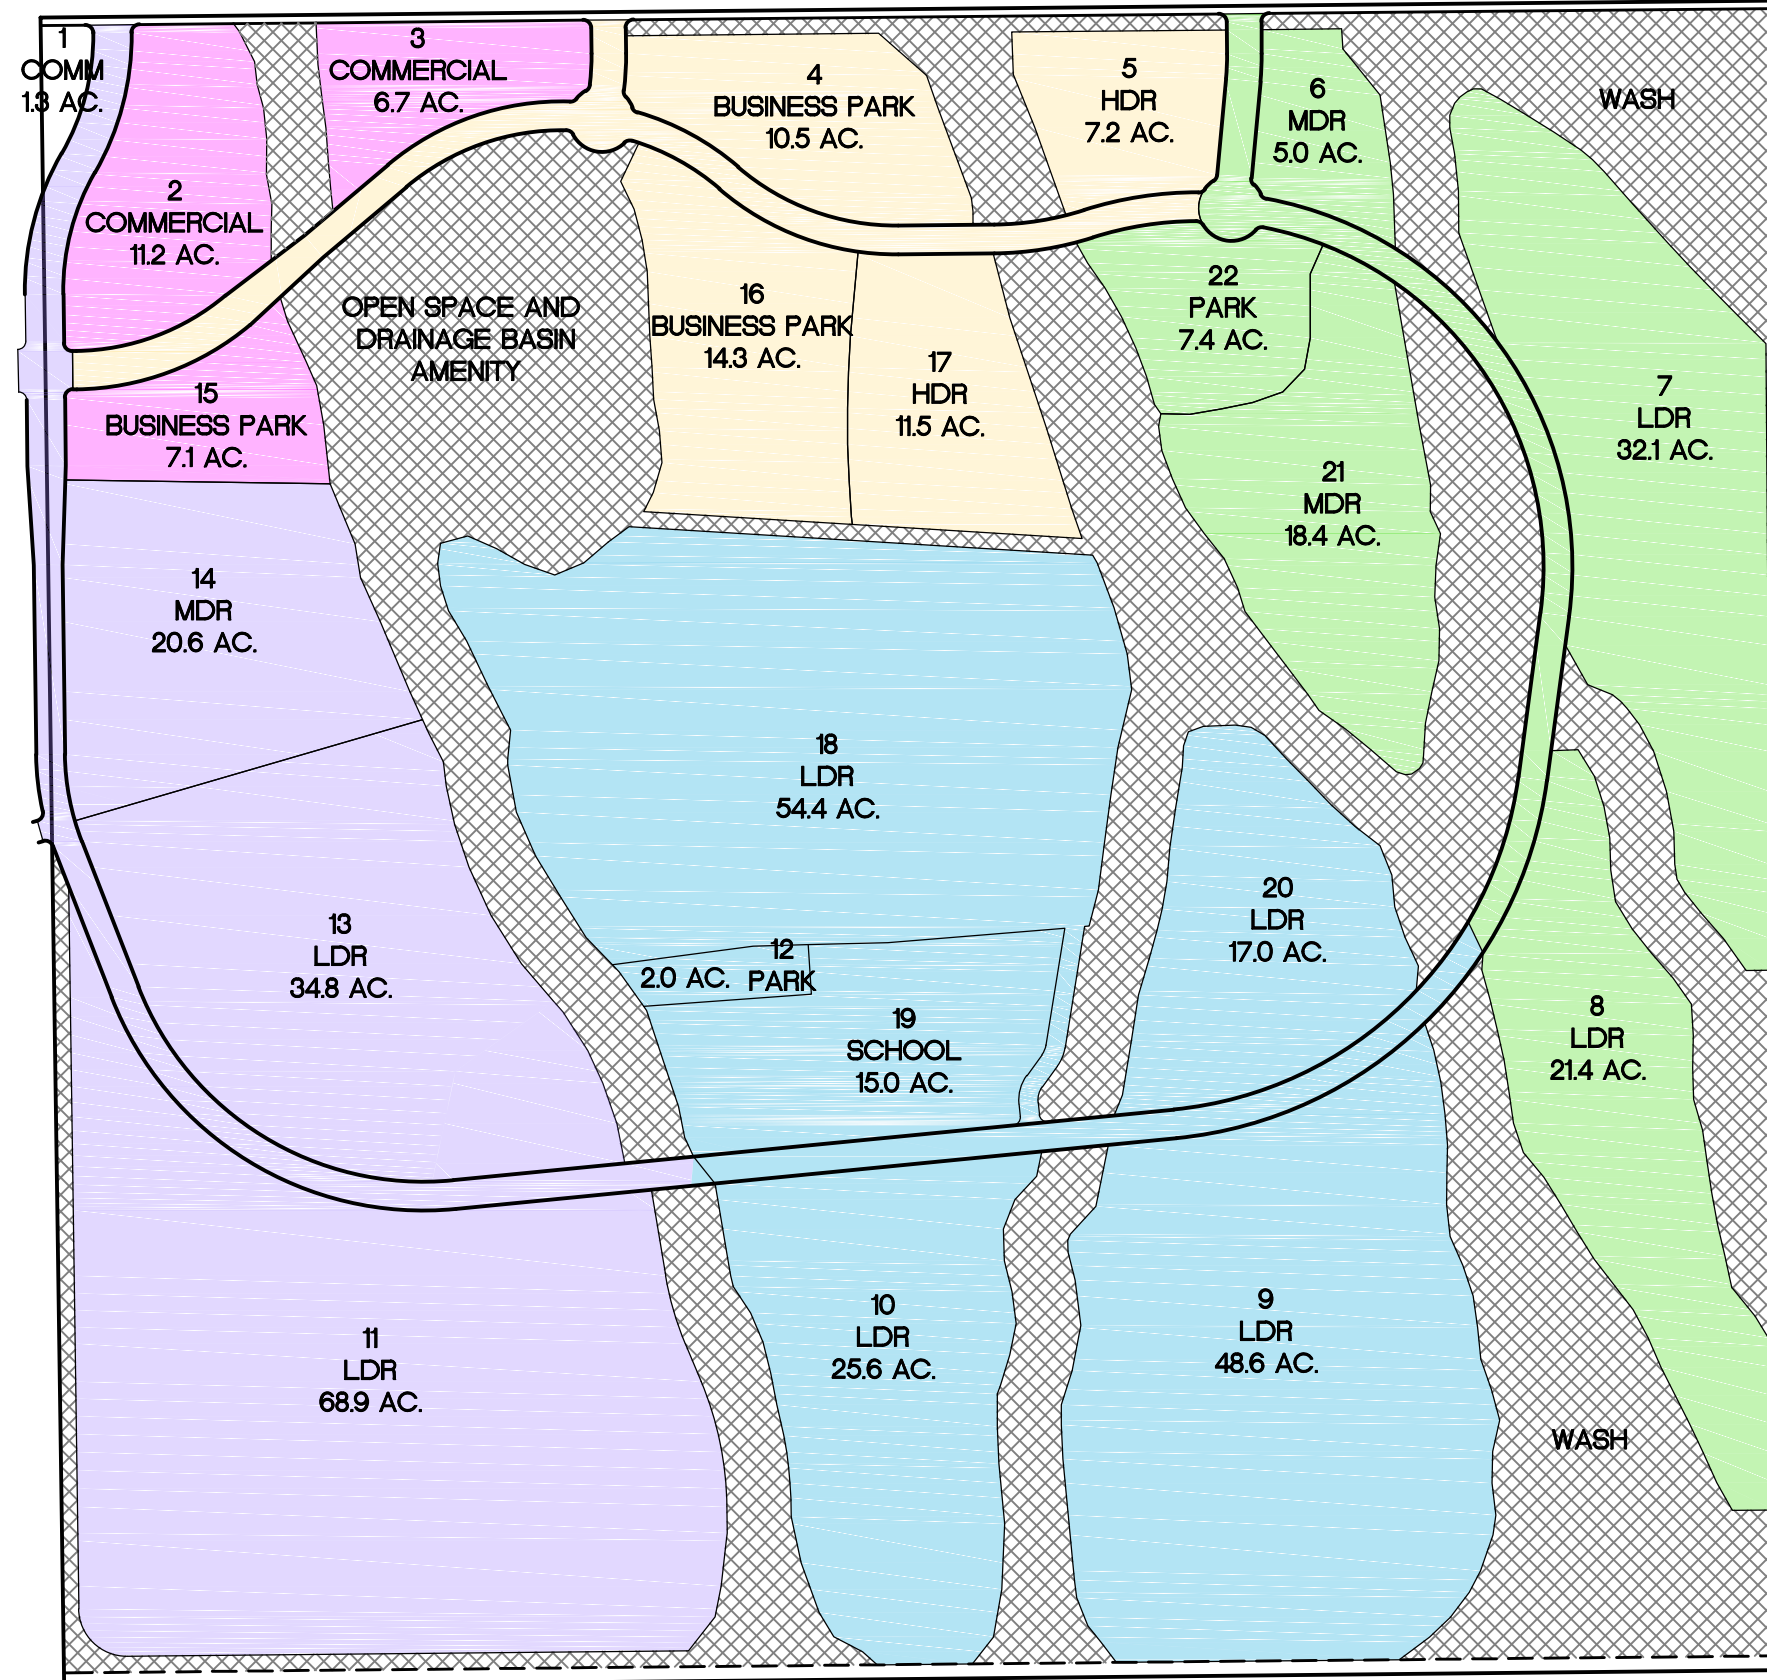 1
COMM
1.3 AC.
2
COMMERCIAL
11.2 AC.
3
COMMERCIAL
6.7 AC.
4
BUSINESS PARK
10.5 AC.
5
HDR
7.2 AC.
6
MDR
5.0 AC.
WASH
OPEN SPACE AND
DRAINAGE BASIN
AMENITY
16
BUSINESS PARK
14.3 AC.
17
HDR
11.5 AC.
22
PARK
7.4 AC.
7
LDR
32.1 AC.
15
BUSINESS PARK
7.1 AC.
21
MDR
18.4 AC.
14
MDR
20.6 AC.
18
LDR
54.4 AC.
20
LDR
17.0 AC.
13
LDR
34.8 AC.
12
2.0 AC. PARK
19
SCHOOL
15.0 AC.
8
LDR
21.4 AC.
11
LDR
68.9 AC.
10
LDR
25.6 AC.
9
LDR
48.6 AC.
WASH